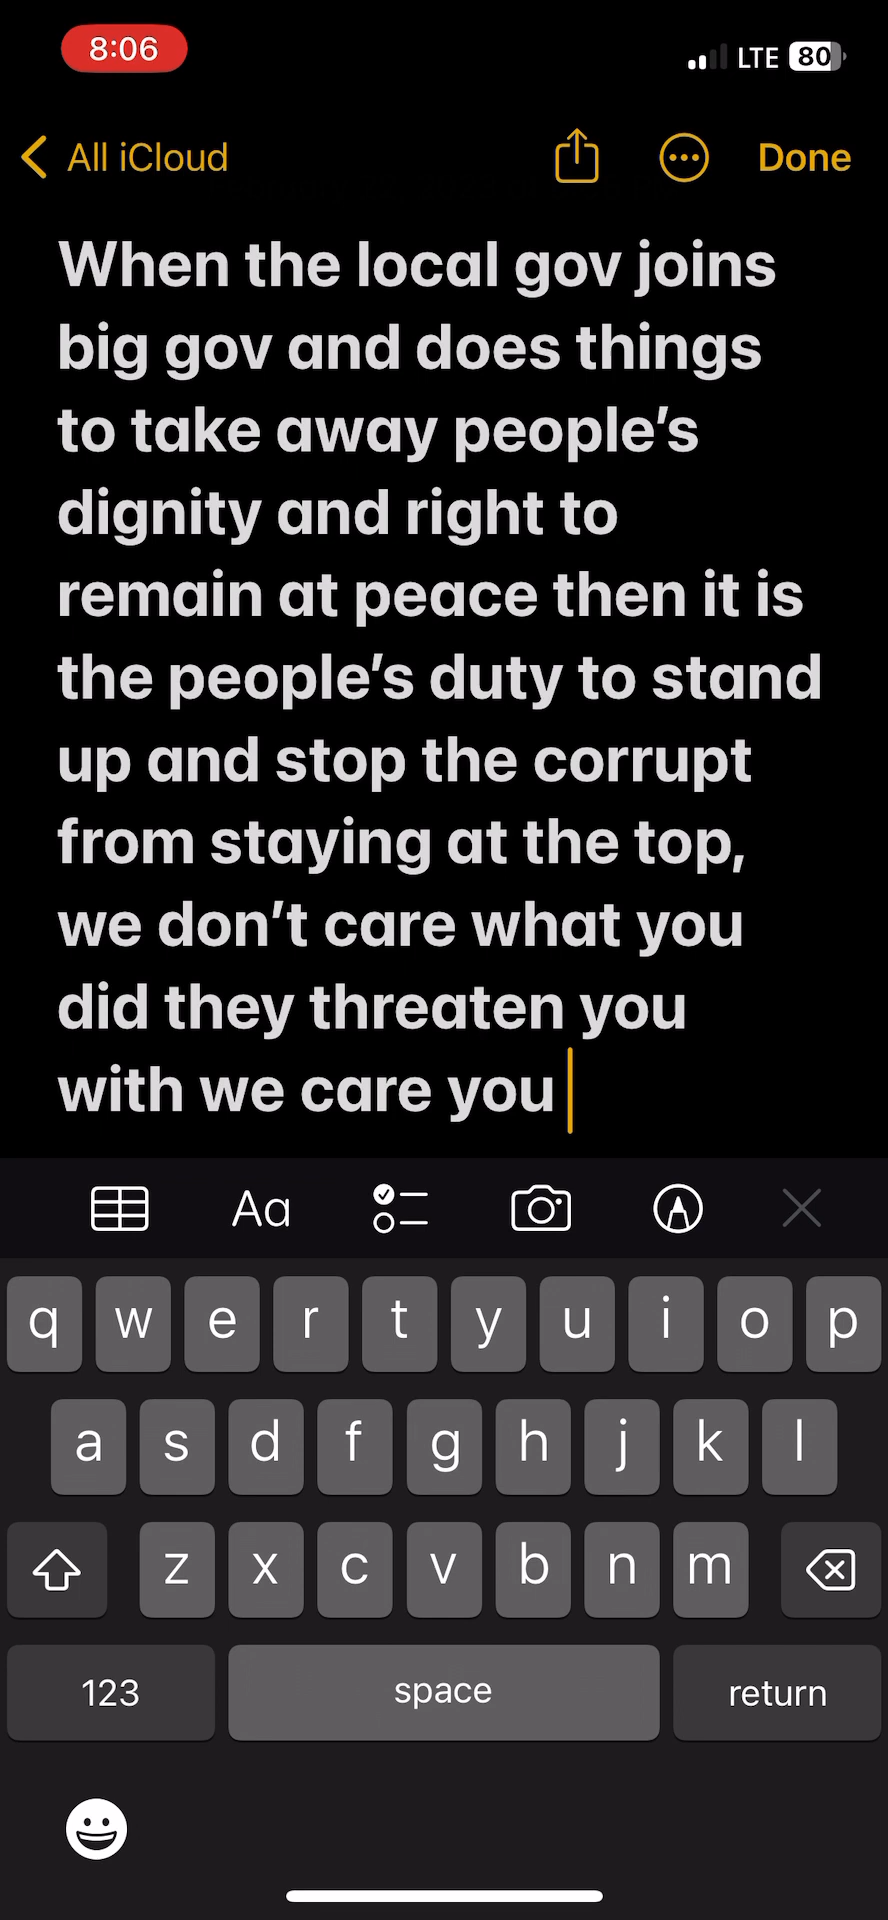 8:06 LTE 80
All iCloud Done
When the local gov joins
big gov and does things
to take away people’s
dignity and right to
remain at peace then it is
the people’s duty to stand
up and stop the corrupt
from staying at the top,
we don’t care what you
did they threaten you
with we care you
Aa
q w e r t y u i o p
a s d f g h j k l
z x c v b n m
123 space return